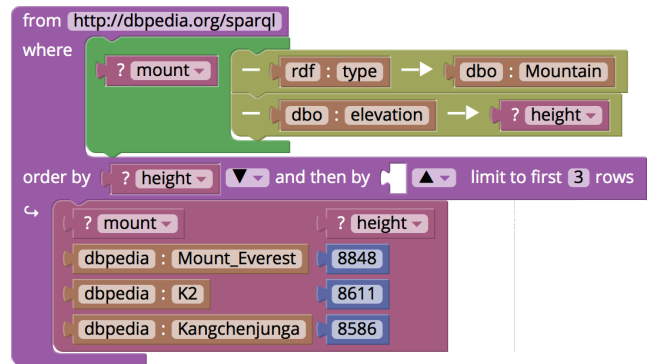 from http://dbpedia.org/sparql
where
? mount rdf : type dbo : Mountain
dbo : elevation ? height
order by ? height ▼ and then by ▲ limit to first 3 rows
? mount ? height
dbpedia : Mount_Everest 8848
dbpedia : K2 8611
dbpedia : Kangchenjunga 8586